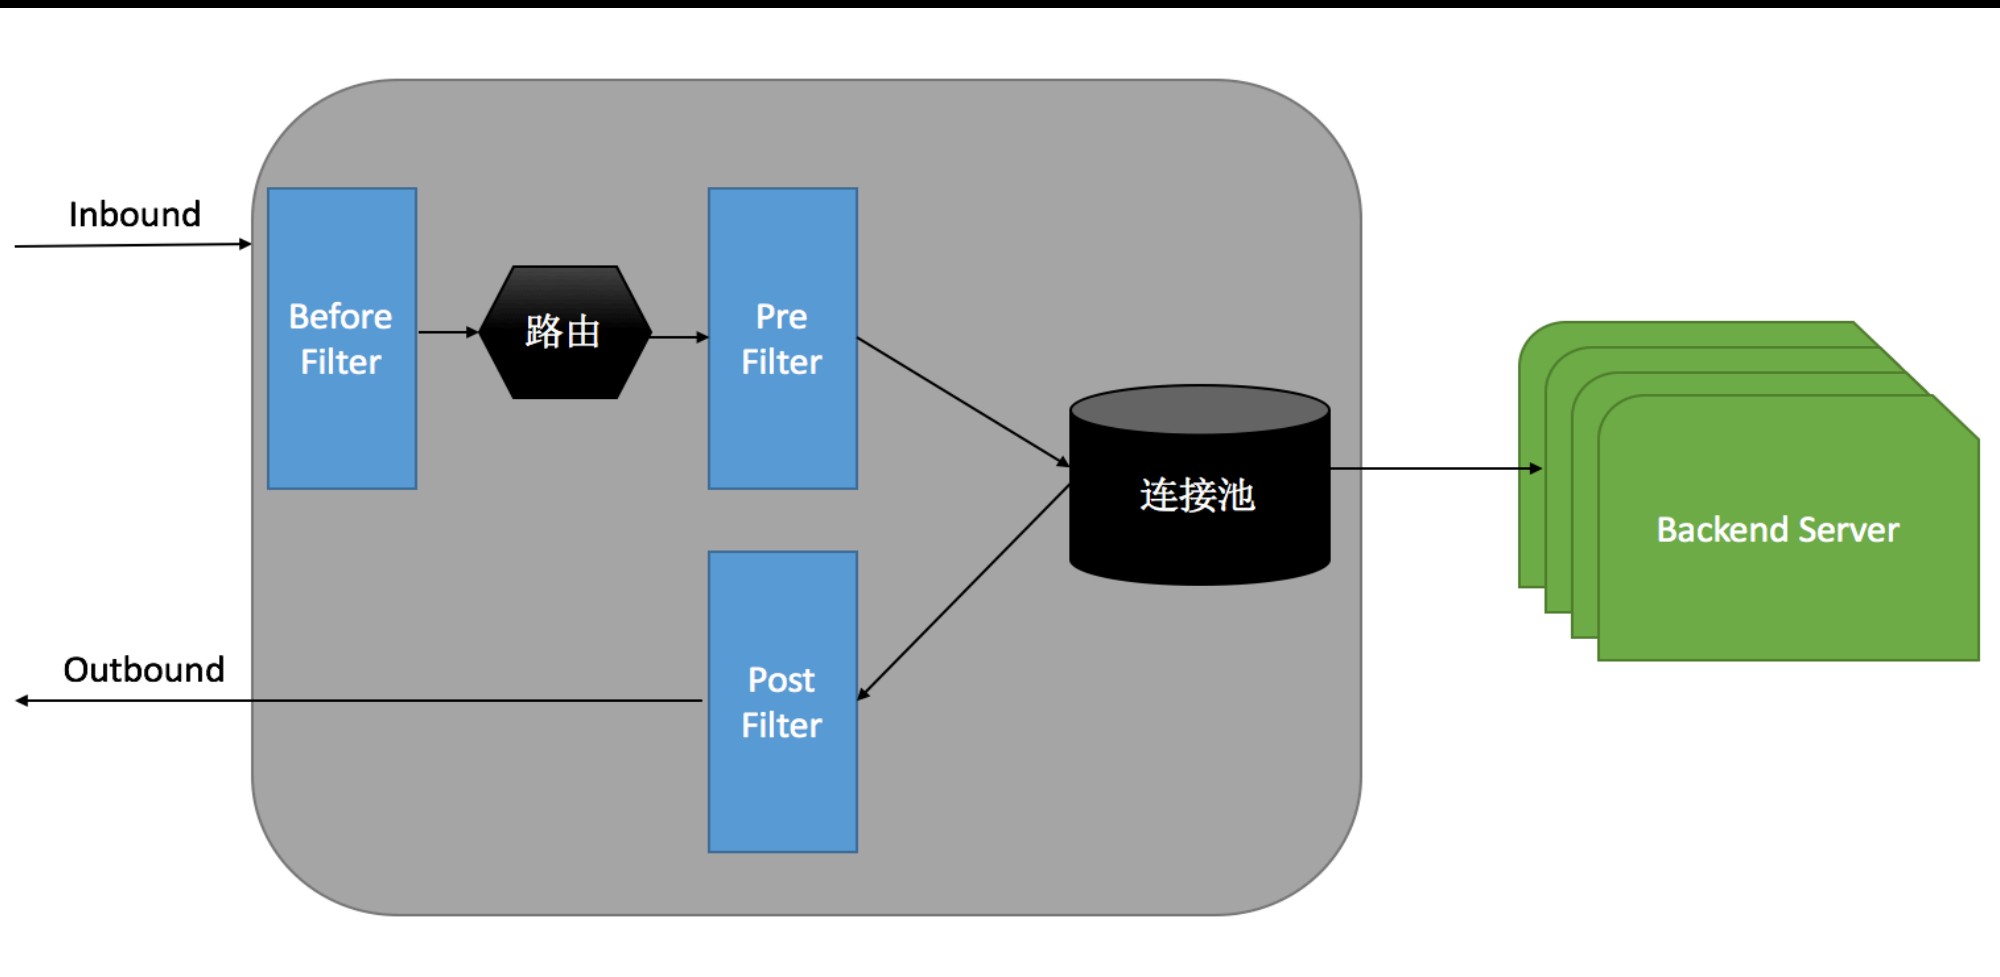 Inbound
Before
Filter
路由
Pre
Filter
连接池
Backend Server
Outbound
Post
Filter